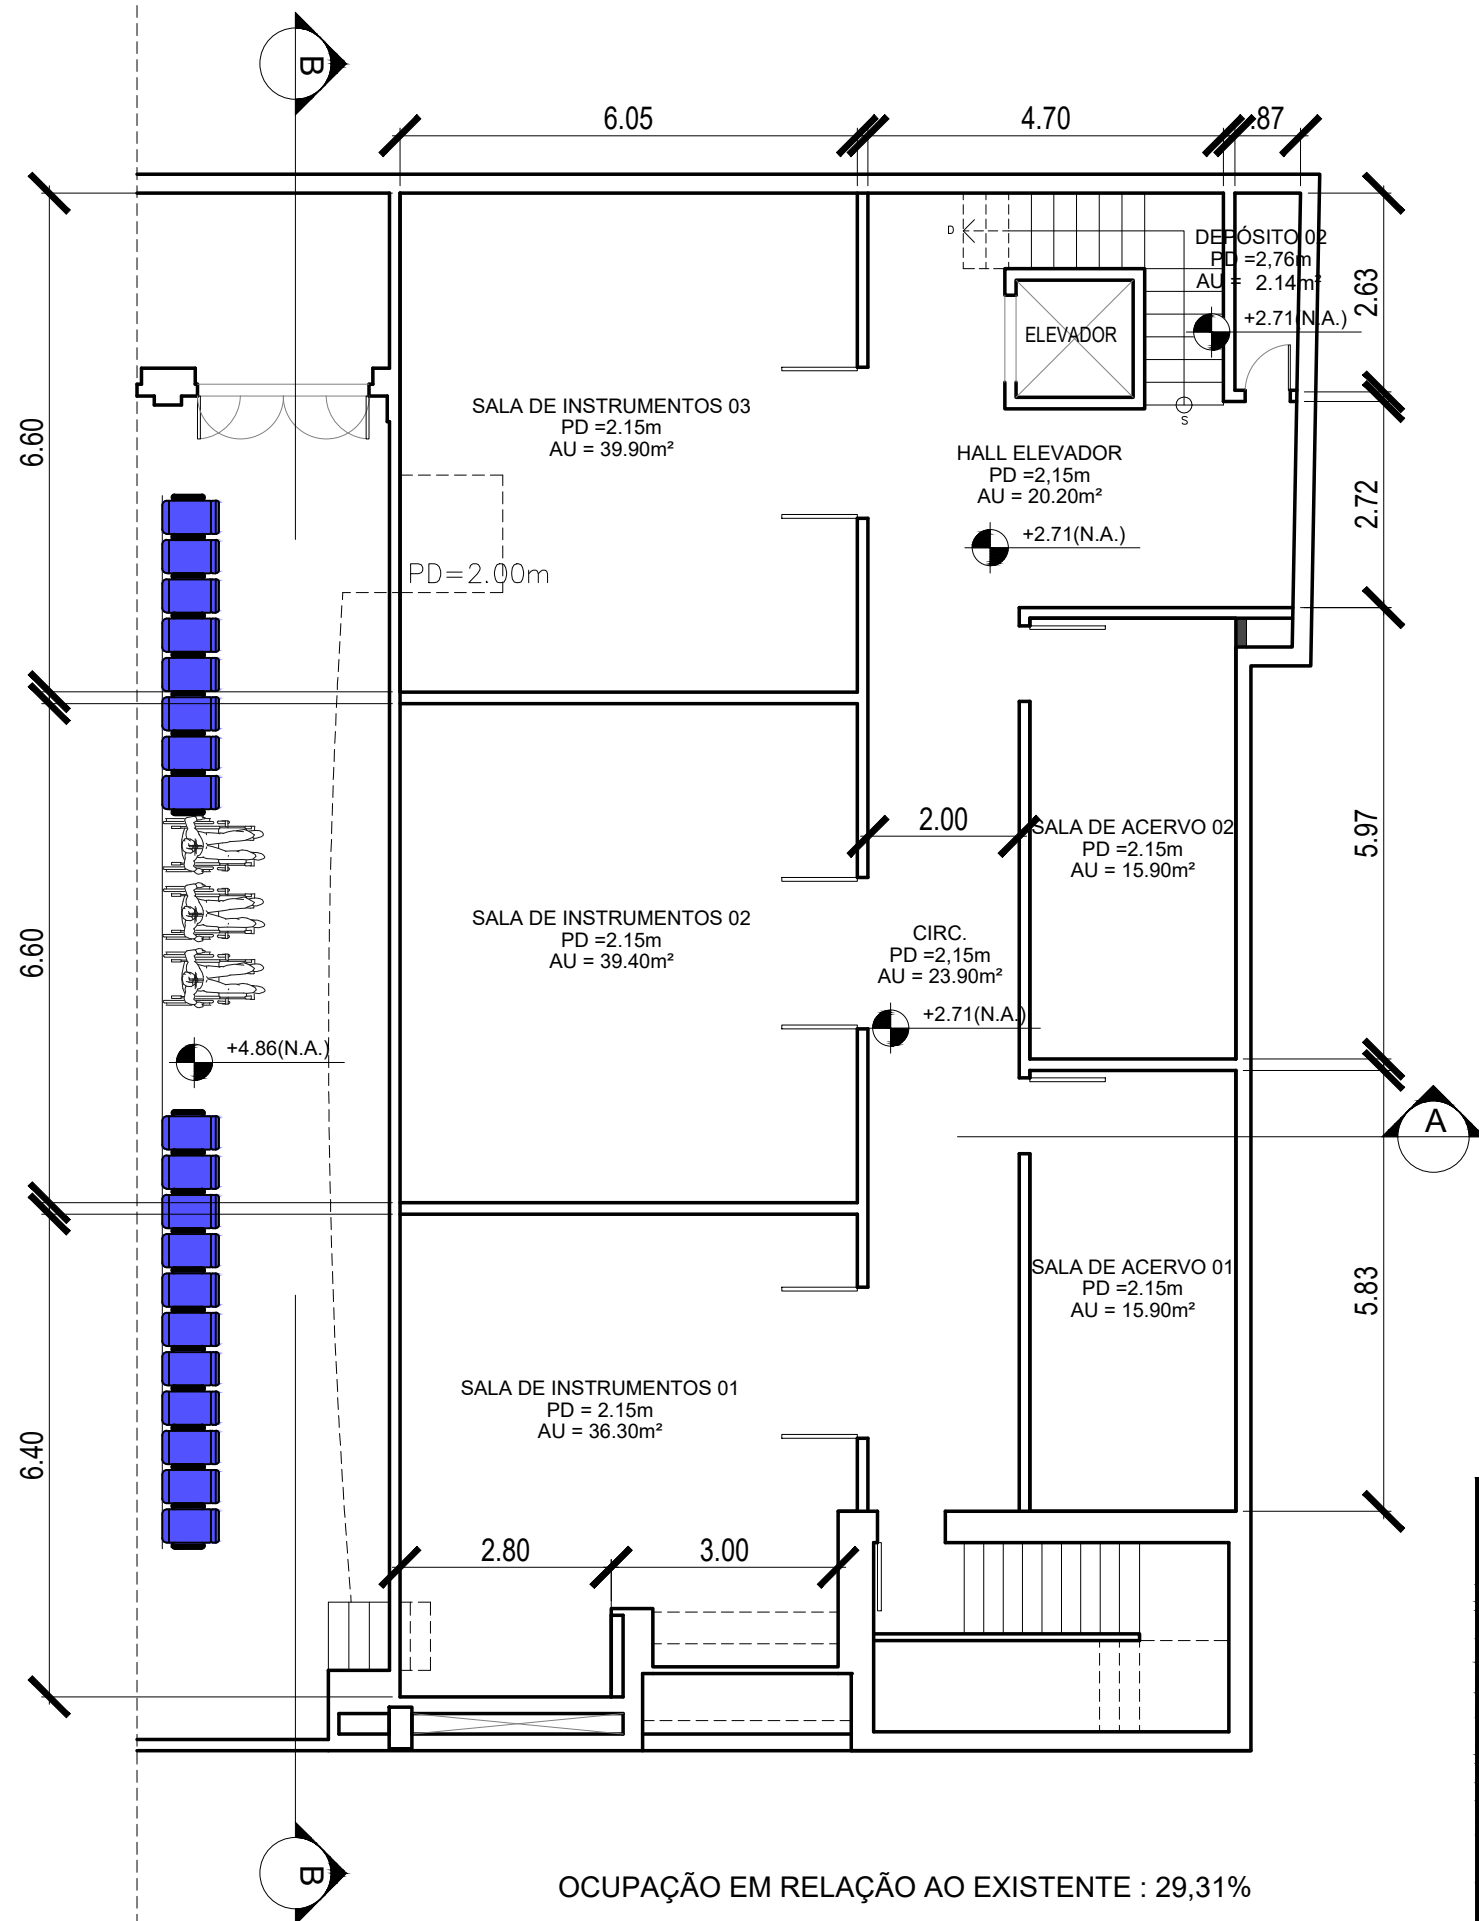 B
6.05
4.70
.87
D
DEPÓSITO 02
PD =2,76m
AU = 2.14m²
2.63
+2.71(N.A.)
ELEVADOR
S
SALA DE INSTRUMENTOS 03
PD =2.15m
AU = 39.90m²
6.60
HALL ELEVADOR
PD =2,15m
AU = 20.20m²
2.72
+2.71(N.A.)
PD=2.00m
2.00
SALA DE ACERVO 02
PD =2.15m
AU = 15.90m²
5.97
SALA DE INSTRUMENTOS 02
PD =2.15m
AU = 39.40m²
6.60
CIRC.
PD =2,15m
AU = 23.90m²
+2.71(N.A.)
+4.86(N.A.)
A
SALA DE ACERVO 01
PD =2.15m
AU = 15.90m²
5.83
SALA DE INSTRUMENTOS 01
PD = 2.15m
AU = 36.30m²
6.40
2.80
3.00
B
OCUPAÇÃO EM RELAÇÃO AO EXISTENTE : 29,31%